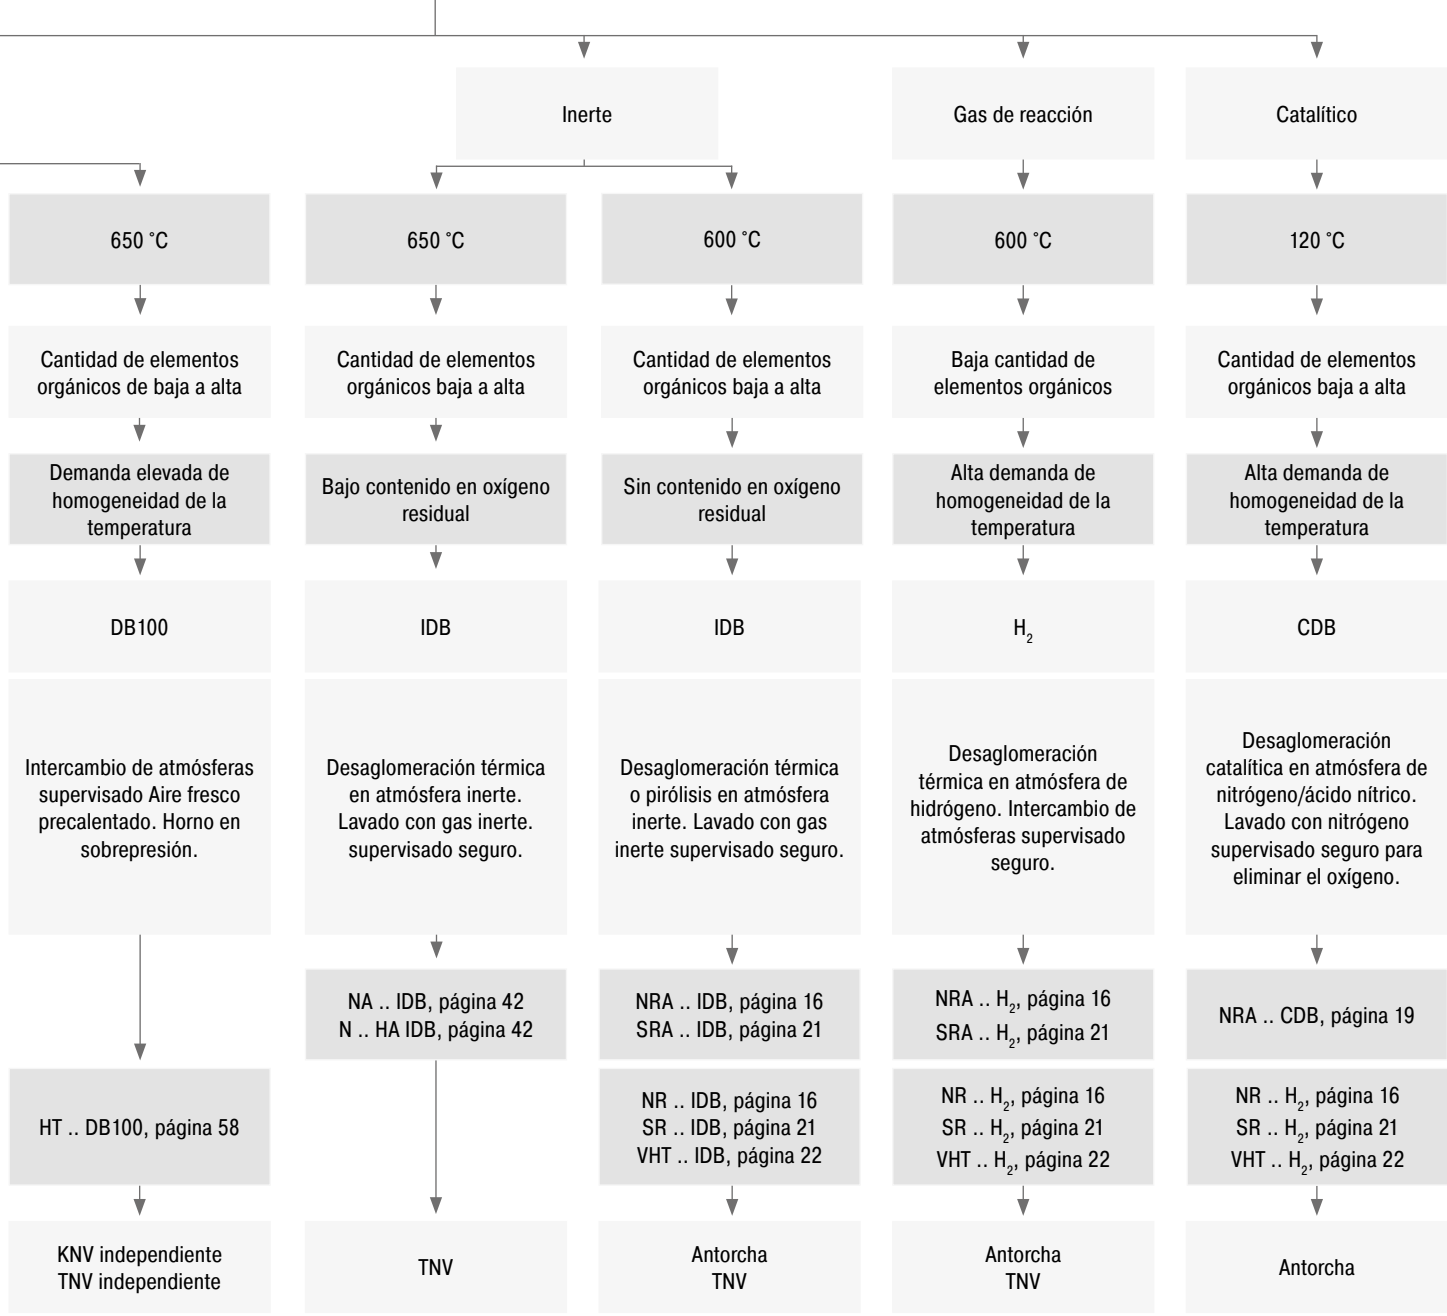 Inerte
Gas de reacción
Catalítico
650 °C
650 °C
600 °C
600 °C
120 °C
Cantidad de elementos
orgánicos de baja a alta
Cantidad de elementos
orgánicos baja a alta
Cantidad de elementos
orgánicos baja a alta
Baja cantidad de
elementos orgánicos
Cantidad de elementos
orgánicos baja a alta
Demanda elevada de
homogeneidad de la
temperatura
Bajo contenido en oxígeno
residual
Sin contenido en oxígeno
residual
Alta demanda de
homogeneidad de la
temperatura
Alta demanda de
homogeneidad de la
temperatura
DB100
IDB
IDB
H₂
CDB
Intercambio de atmósferas
supervisado Aire fresco
precalentado. Horno en
sobrepresión.
Desaglomeración térmica
en atmósfera inerte.
Lavado con gas inerte.
supervisado seguro.
Desaglomeración térmica
o pirólisis en atmósfera
inerte. Lavado con gas
inerte supervisado seguro.
Desaglomeración
térmica en atmósfera de
hidrógeno. Intercambio de
atmósferas supervisado
seguro.
Desaglomeración
catalítica en atmósfera de
nitrógeno/ácido nítrico.
Lavado con nitrógeno
supervisado seguro para
eliminar el oxígeno.
NA .. IDB, página 42
N .. HA IDB, página 42
NRA .. IDB, página 16
SRA .. IDB, página 21
NRA .. H₂, página 16
SRA .. H₂, página 21
NRA .. CDB, página 19
HT .. DB100, página 58
NR .. IDB, página 16
SR .. IDB, página 21
VHT .. IDB, página 22
NR .. H₂, página 16
SR .. H₂, página 21
VHT .. H₂, página 22
NR .. H₂, página 16
SR .. H₂, página 21
VHT .. H₂, página 22
KNV independiente
TNV independiente
TNV
Antorcha
TNV
Antorcha
TNV
Antorcha